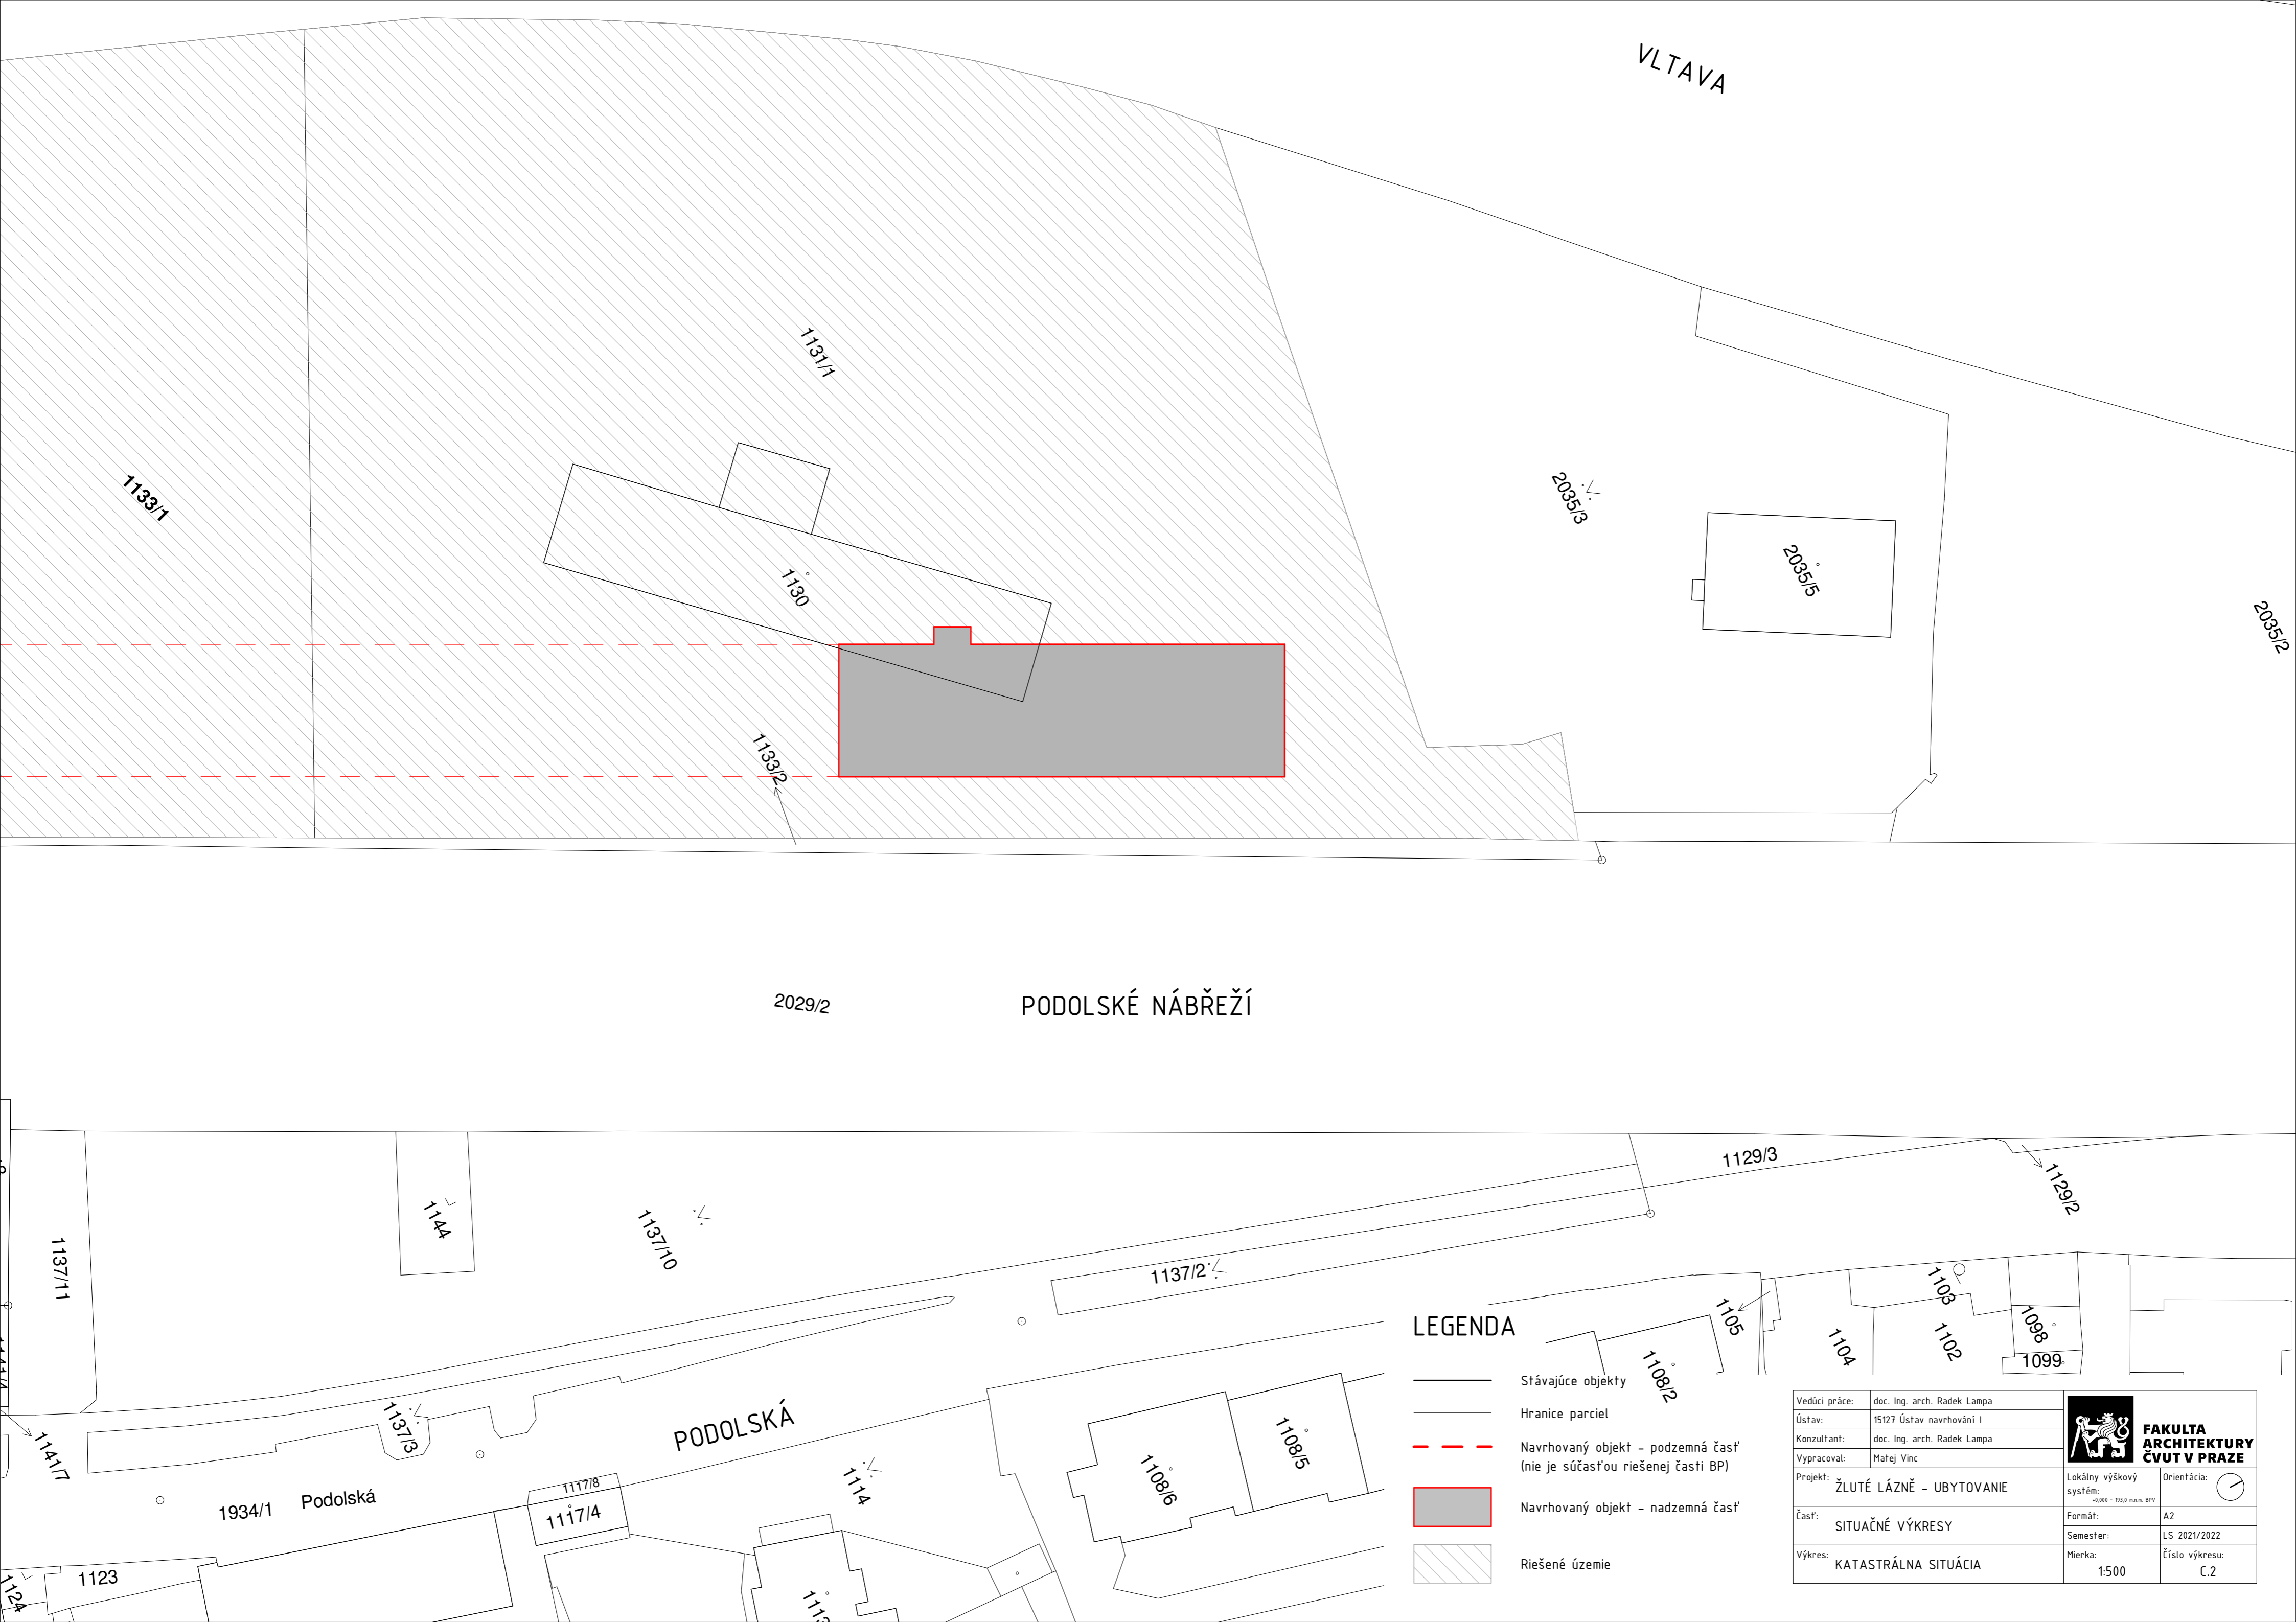 VLTAVA
1131/1
1133/1
2035/3
2035/5
1130
2035/2
1133/2
2029/2
PODOLSKÉ NÁBŘEŽÍ
1129/3
1129/2
1144
1137/10
1137/11
1137/2
1103
1098
1105
1104
1102
1099
1108/2
1137/3
PODOLSKÁ
1141/7
1114
1108/6
1108/5
1117/8
1117/4
1934/1
Podolská
1123
1124
LEGENDA
Stávajúce objekty
Hranice parciel
Navrhovaný objekt - podzemná časť
(nie je súčasťou riešenej časti BP)
Navrhovaný objekt - nadzemná časť
Riešené územie
Vedúci práce: doc. Ing. arch. Radek Lampa
Ústav: 15127 Ústav navrhování I
Konzultant: doc. Ing. arch. Radek Lampa
Vypracoval: Matej Vinc
FAKULTA
ARCHITEKTURY
ČVUT V PRAZE
Projekt: ŽLUTÉ LÁZNĚ - UBYTOVANIE
Lokálny výškový
systém:
+0,000 = 193,0 m.n.m. BPV
Orientácia:
Časť: SITUAČNÉ VÝKRESY
Formát: A2
Semester: LS 2021/2022
Výkres: KATASTRÁLNA SITUÁCIA
Mierka: 1:500
Číslo výkresu: C.2